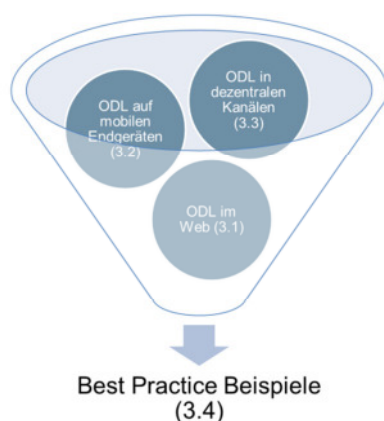 ODL auf
mobilen
Endgeräten
(3.2)
ODL in
dezentralen
Kanälen
(3.3)
ODL im
Web (3.1)
Best Practice Beispiele
(3.4)